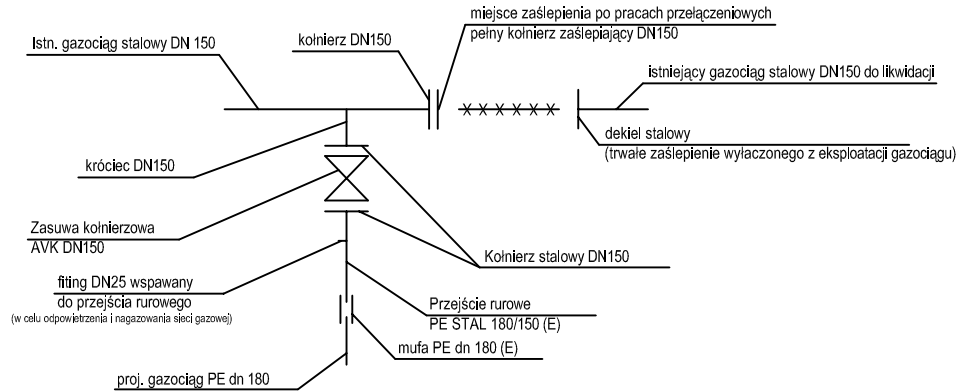 miejsce zaślepienia po pracach przełączeniowych
pełny kołnierz zaślepiający DN150
Istn. gazociąg stalowy DN 150
kołnierz DN150
istniejący gazociąg stalowy DN150 do likwidacji
dekiel stalowy
(trwałe zaślepienie wyłaczonego z eksploatacji gazociągu)
króciec DN150
Zasuwa kołnierzowa
AVK DN150
Kołnierz stalowy DN150
fiting DN25 wspawany
do przejścia rurowego
(w celu odpowietrzenia i nagazowania sieci gazowej)
Przejście rurowe
PE STAL 180/150 (E)
mufa PE dn 180 (E)
proj. gazociąg PE dn 180